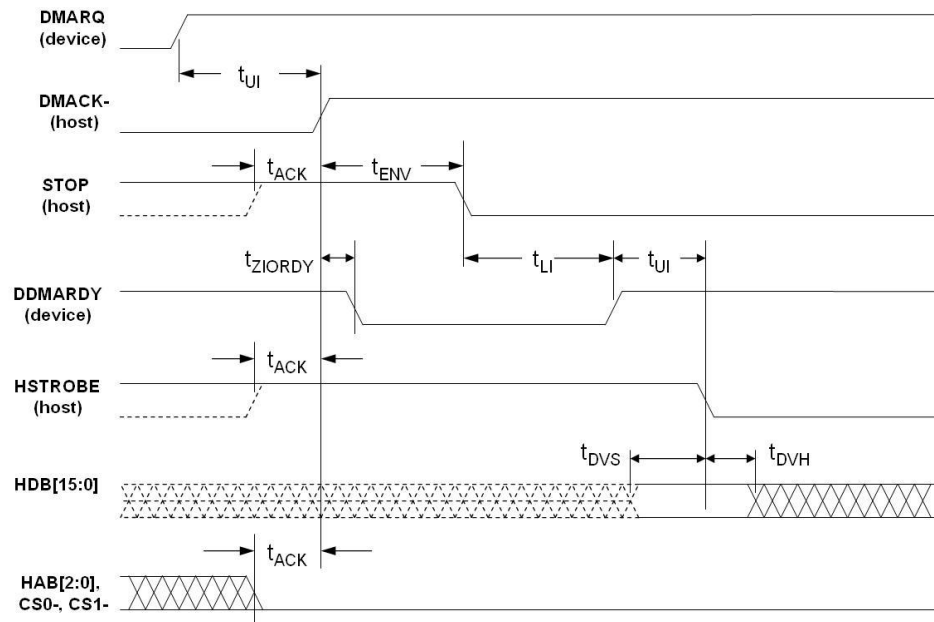 DMARQ
(device)
tUI
DMACK-
(host)
tACK
tENV
STOP
(host)
tZIORDY
tLI
tUI
DDMARDY
(device)
tACK
HSTROBE
(host)
tDVS
tDVH
HDB[15:0]
tACK
HAB[2:0],
CS0-, CS1-